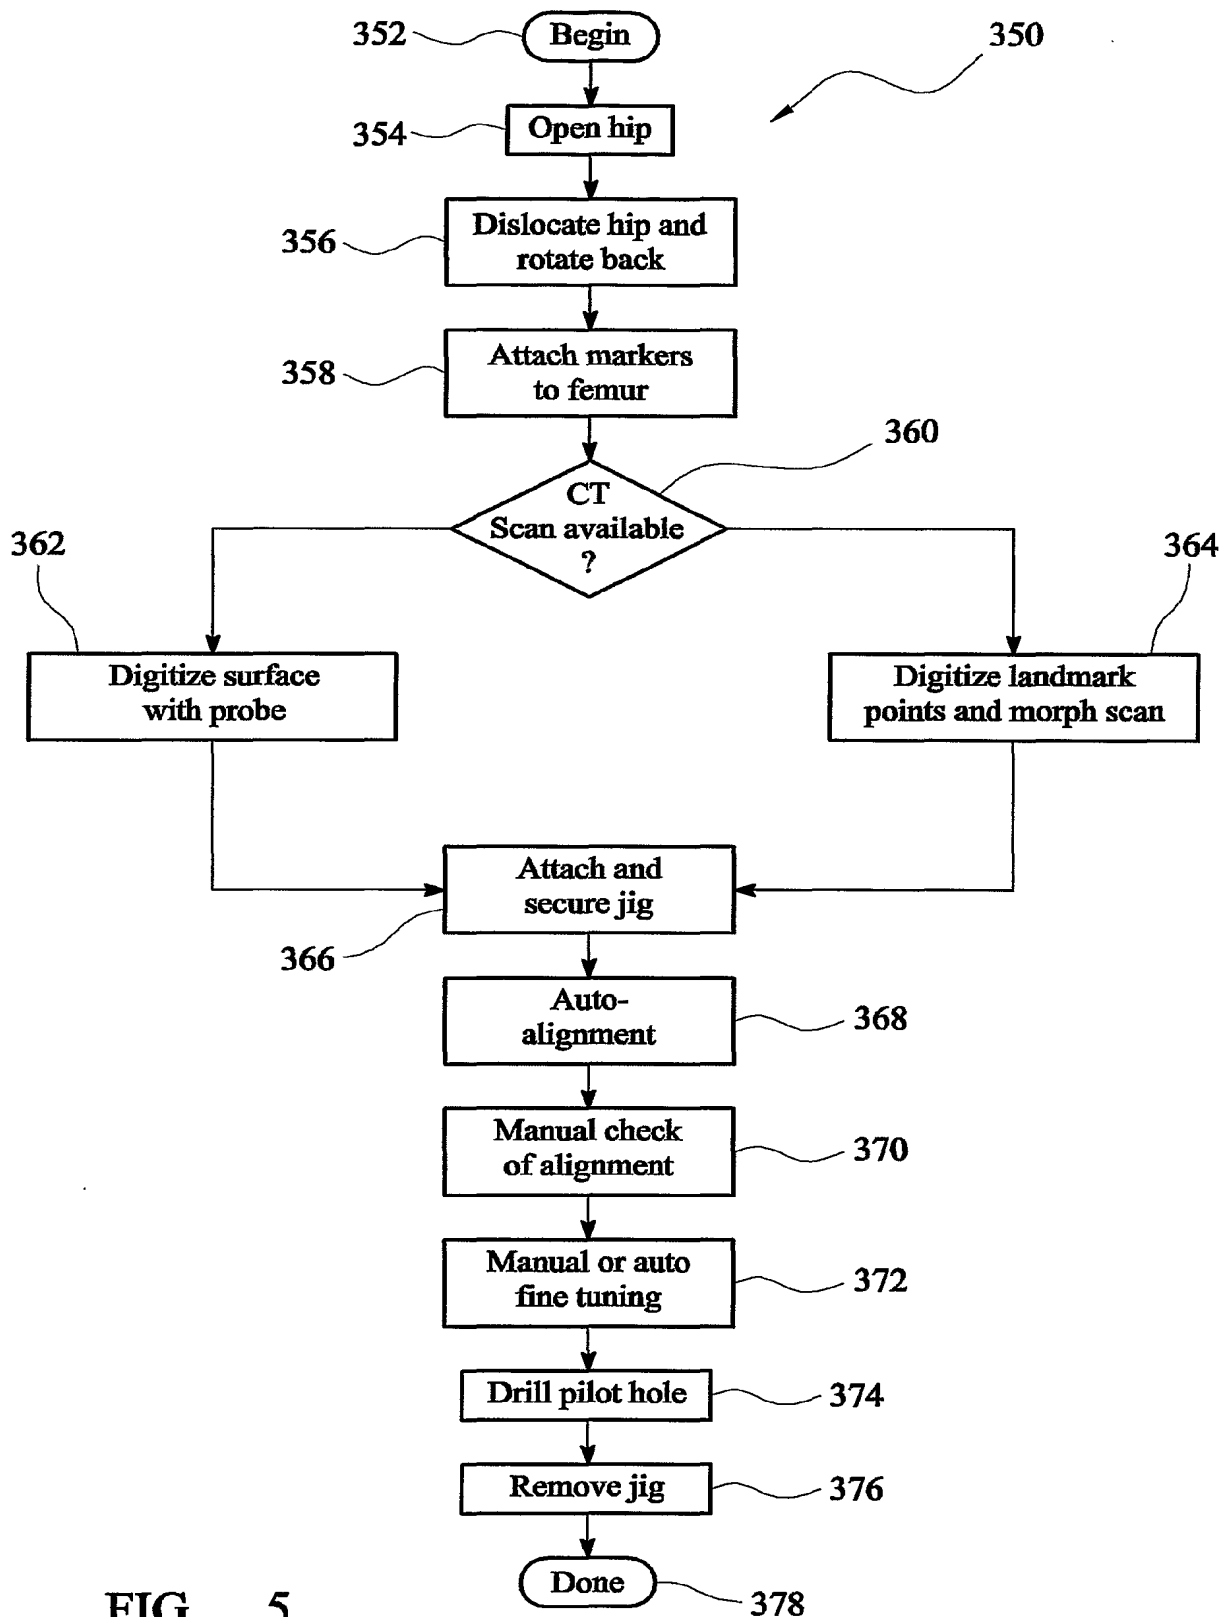 352
Begin
350
354
Open hip
356
Dislocate hip and
rotate back
358
Attach markers
to femur
360
CT
Scan available
?
362
364
Digitize surface
with probe
Digitize landmark
points and morph scan
Attach and
secure jig
366
Auto-
alignment
368
Manual check
of alignment
370
Manual or auto
fine tuning
372
Drill pilot hole
374
Remove jig
376
Done
378
FIG. 5